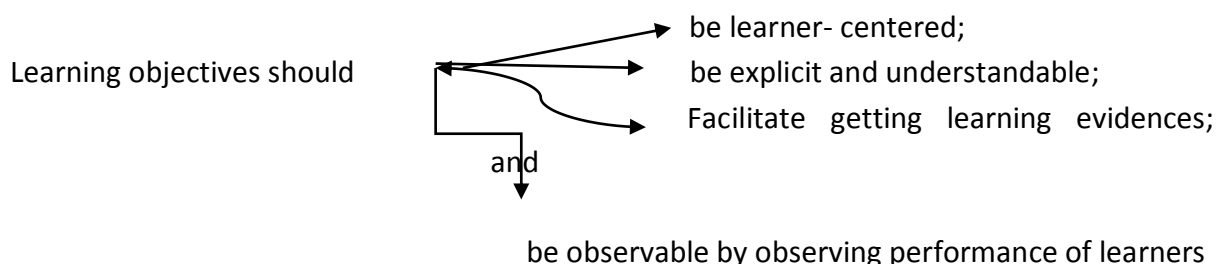 be learner- centered;
Learning objectives should be explicit and understandable;
Facilitate getting learning evidences;
and
be observable by observing performance of learners